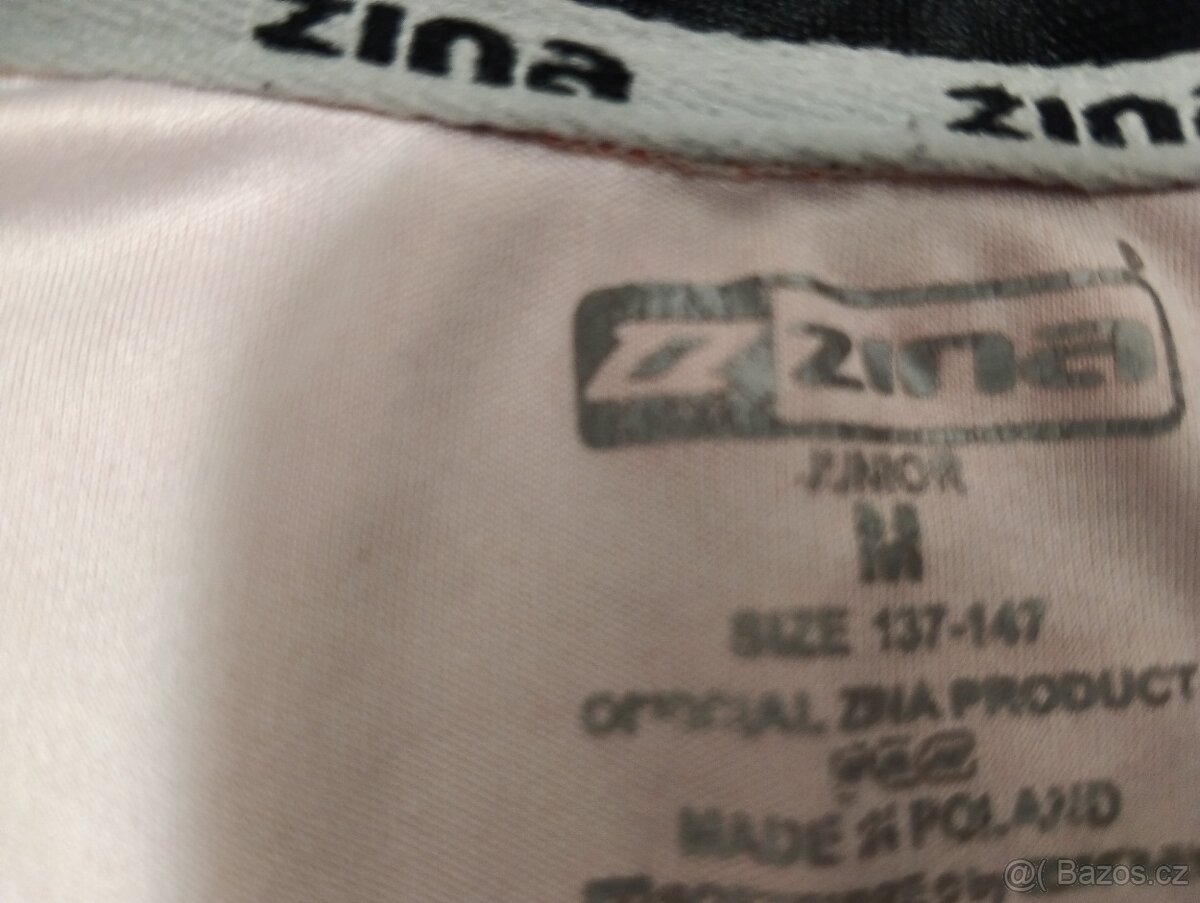 zina zina
zina
JUNIOR
M
SIZE 137-147
OFFICIAL ZINA PRODUCT
MADE IN POLAND
@( Bazos.cz